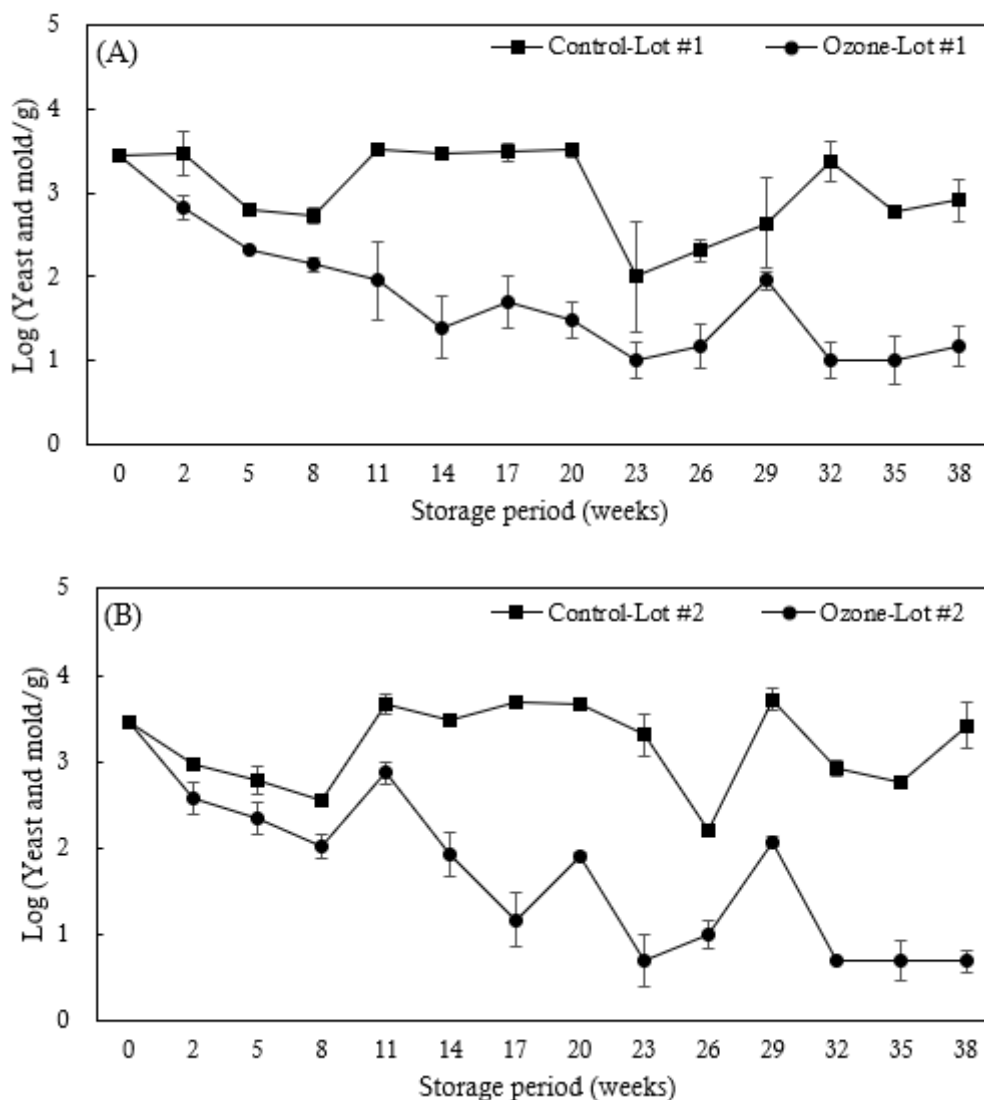 (A)
Control-Lot #1
Ozone-Lot #1
Log (Yeast and mold/g)
5
4
3
2
1
0
0 2 5 8 11 14 17 20 23 26 29 32 35 38
Storage period (weeks)
(B)
Control-Lot #2
Ozone-Lot #2
Log (Yeast and mold/g)
5
4
3
2
1
0
0 2 5 8 11 14 17 20 23 26 29 32 35 38
Storage period (weeks)